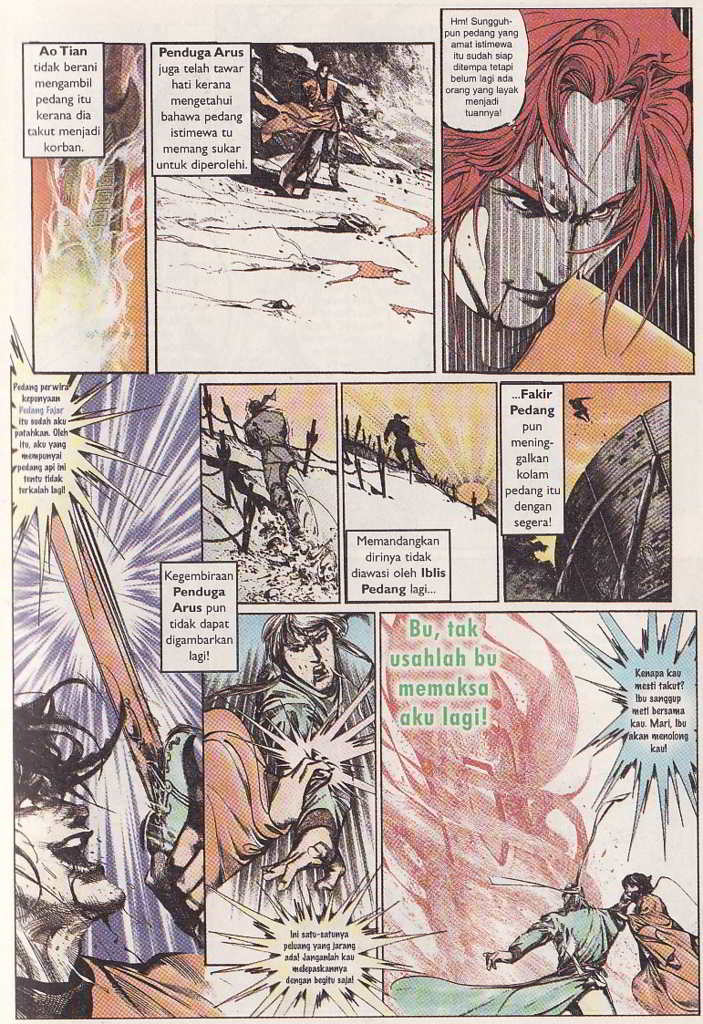 Ao Tian
tidak berani
mengambil
pedang itu
kerana dia
takut menjadi
korban.
Penduga Arus
juga telah tawar
hati kerana
mengetahui
bahawa pedang
istimewa tu
memang sukar
untuk diperolehi.
Hm! Sungguh-
pun pedang yang
amat istimewa
itu sudah siap
ditempa tetapi
belum lagi ada
orang yang layak
menjadi
tuannya!
Pedang perwira
kepunyaan
Pedang Fajar
itu sudah aku
patahkan. Oleh
itu, aku yang
mempunyai
pedang api ini
tentu tidak
terkalah lagi!
Memandangkan
dirinya tidak
diawasi oleh Iblis
Pedang lagi...
...Fakir
Pedang
pun
mening-
galkan kolam
pedang itu
dengan
segera!
Kegembiraan
Penduga
Arus pun
tidak dapat
digambarkan
lagi!
Ini satu-satunya
peluang yang jarang
ada! Janganlah kau
melepaskannya
dengan begitu saja!
Bu, tak
usahlah bu
memaksa
aku lagi!
Kenapa kau
mesti takut?
Ibu sanggup
mati bersama
kau. Mari, Ibu
akan menolong
kau!